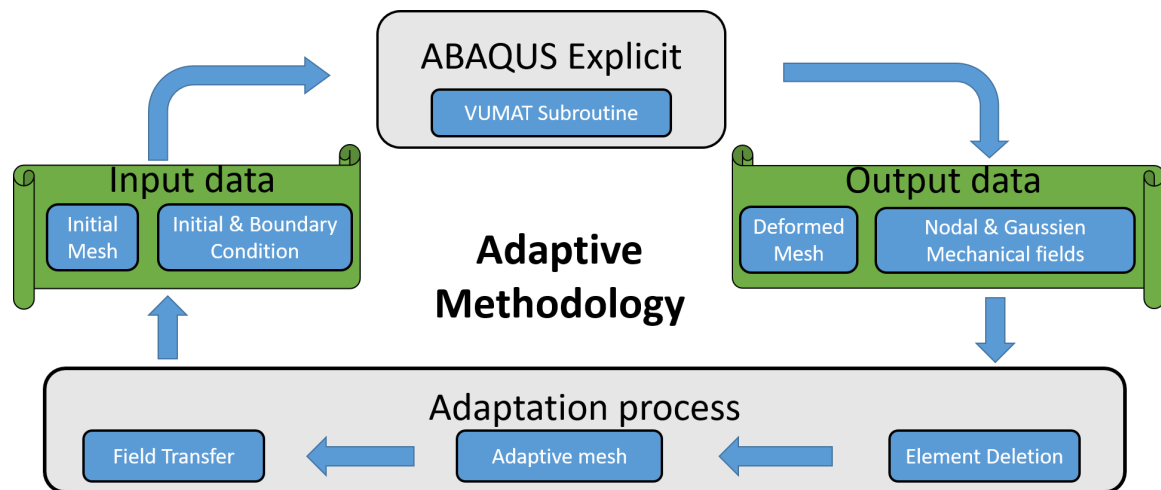 ABAQUS Explicit
VUMAT Subroutine
Input data
Initial
Mesh
Initial & Boundary
Condition
Output data
Deformed
Mesh
Nodal & Gaussien
Mechanical fields
Adaptive
Methodology
Adaptation process
Field Transfer
Adaptive mesh
Element Deletion